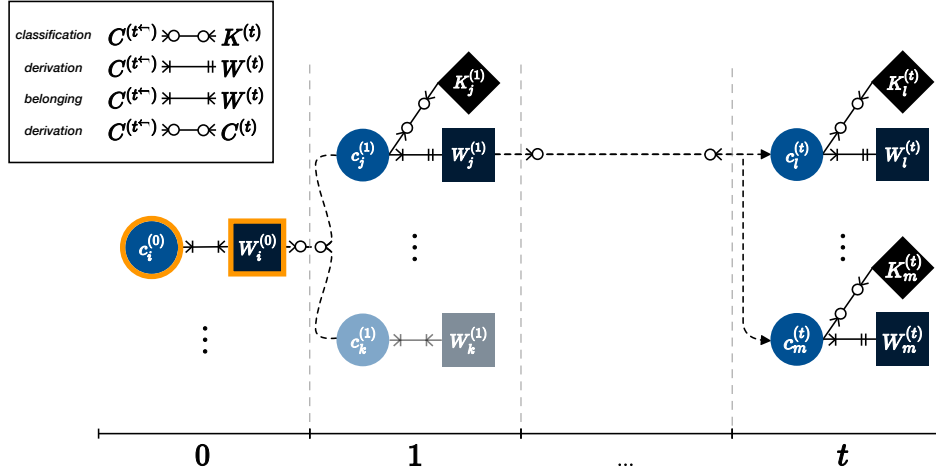 classification C^(t←) K^(t)
derivation C^(t←) W^(t)
belonging C^(t←) W^(t)
derivation C^(t←) C^(t)
K_j^(1)
K_l^(t)
c_j^(1) W_j^(1) c_l^(t) W_l^(t)
c_i^(0) W_i^(0)
⋮ ⋮
K_m^(t)
⋮
c_k^(1) W_k^(1) c_m^(t) W_m^(t)
0 1 ... t